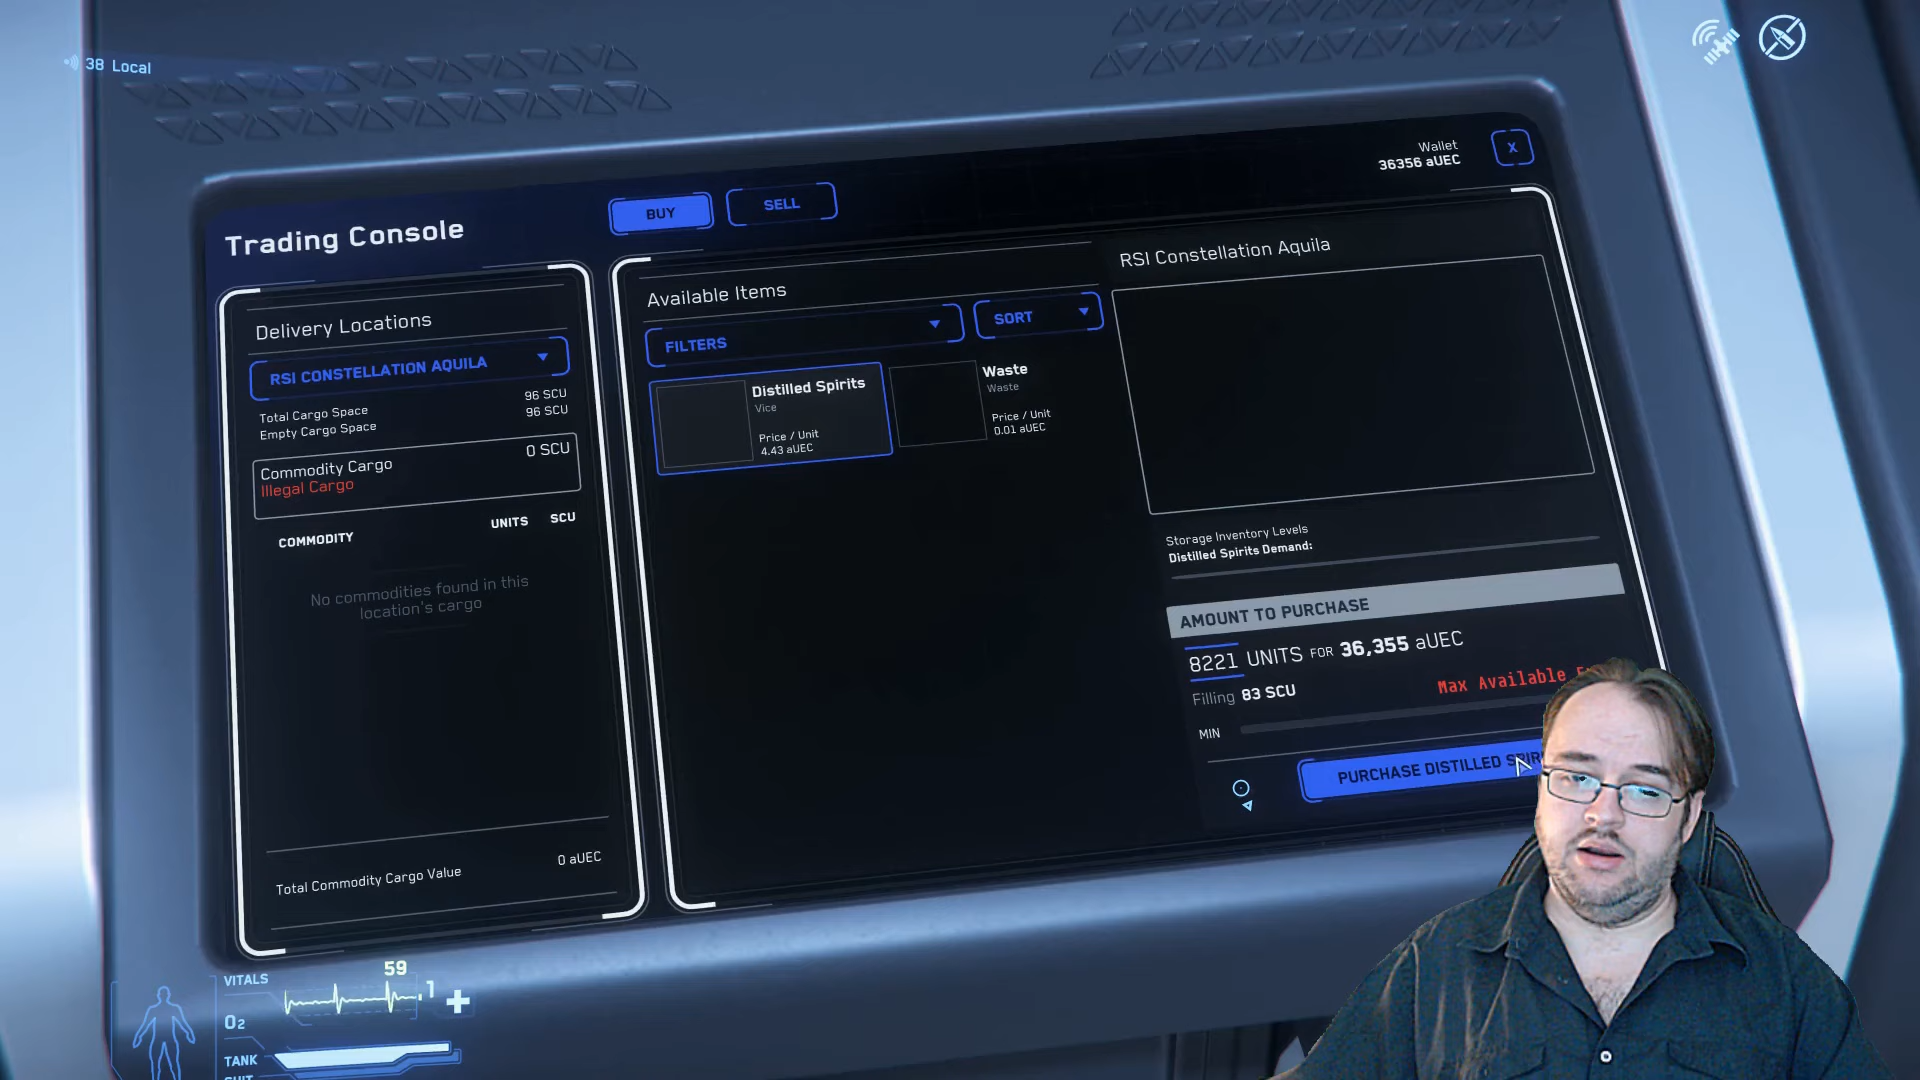 38 Local
Wallet
36356 aUEC
X
Trading Console
BUY
SELL
Delivery Locations
RSI CONSTELLATION AQUILA
Total Cargo Space 96 SCU
Empty Cargo Space 96 SCU
Commodity Cargo 0 SCU
Illegal Cargo
COMMODITY UNITS SCU
No commodities found in this
location's cargo
Total Commodity Cargo Value 0 aUEC
Available Items
FILTERS
SORT
Distilled Spirits
Vice
Price / Unit
4.43 aUEC
Waste
Waste
Price / Unit
0.01 aUEC
RSI Constellation Aquila
Storage Inventory Levels
Distilled Spirits Demand:
AMOUNT TO PURCHASE
8221 UNITS FOR 36,355 aUEC
Filling 83 SCU
Max Available
MIN
PURCHASE DISTILLED
VITALS
59
O2
TANK